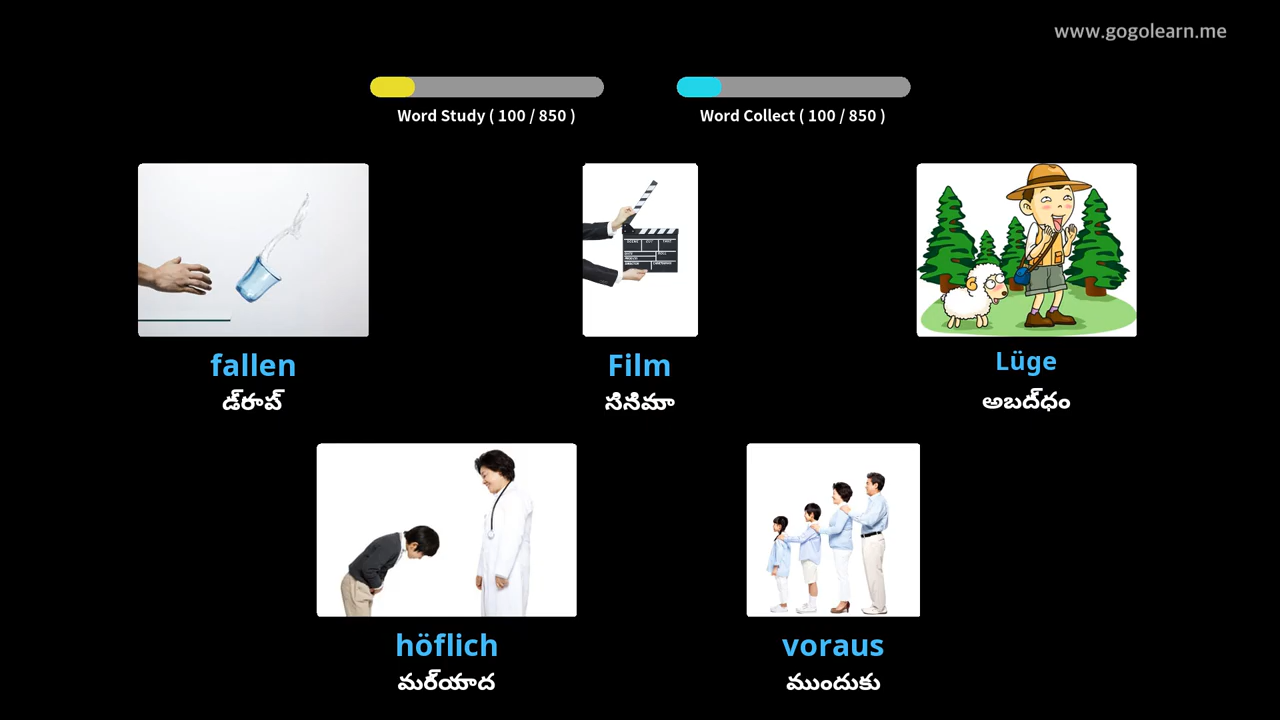 www.gogolearn.me
Word Study ( 100 / 850 )
Word Collect ( 100 / 850 )
fallen
డ్రాప్
Film
సినిమా
Lüge
అబద్ధం
höflich
మర్యాద
voraus
ముందుకు